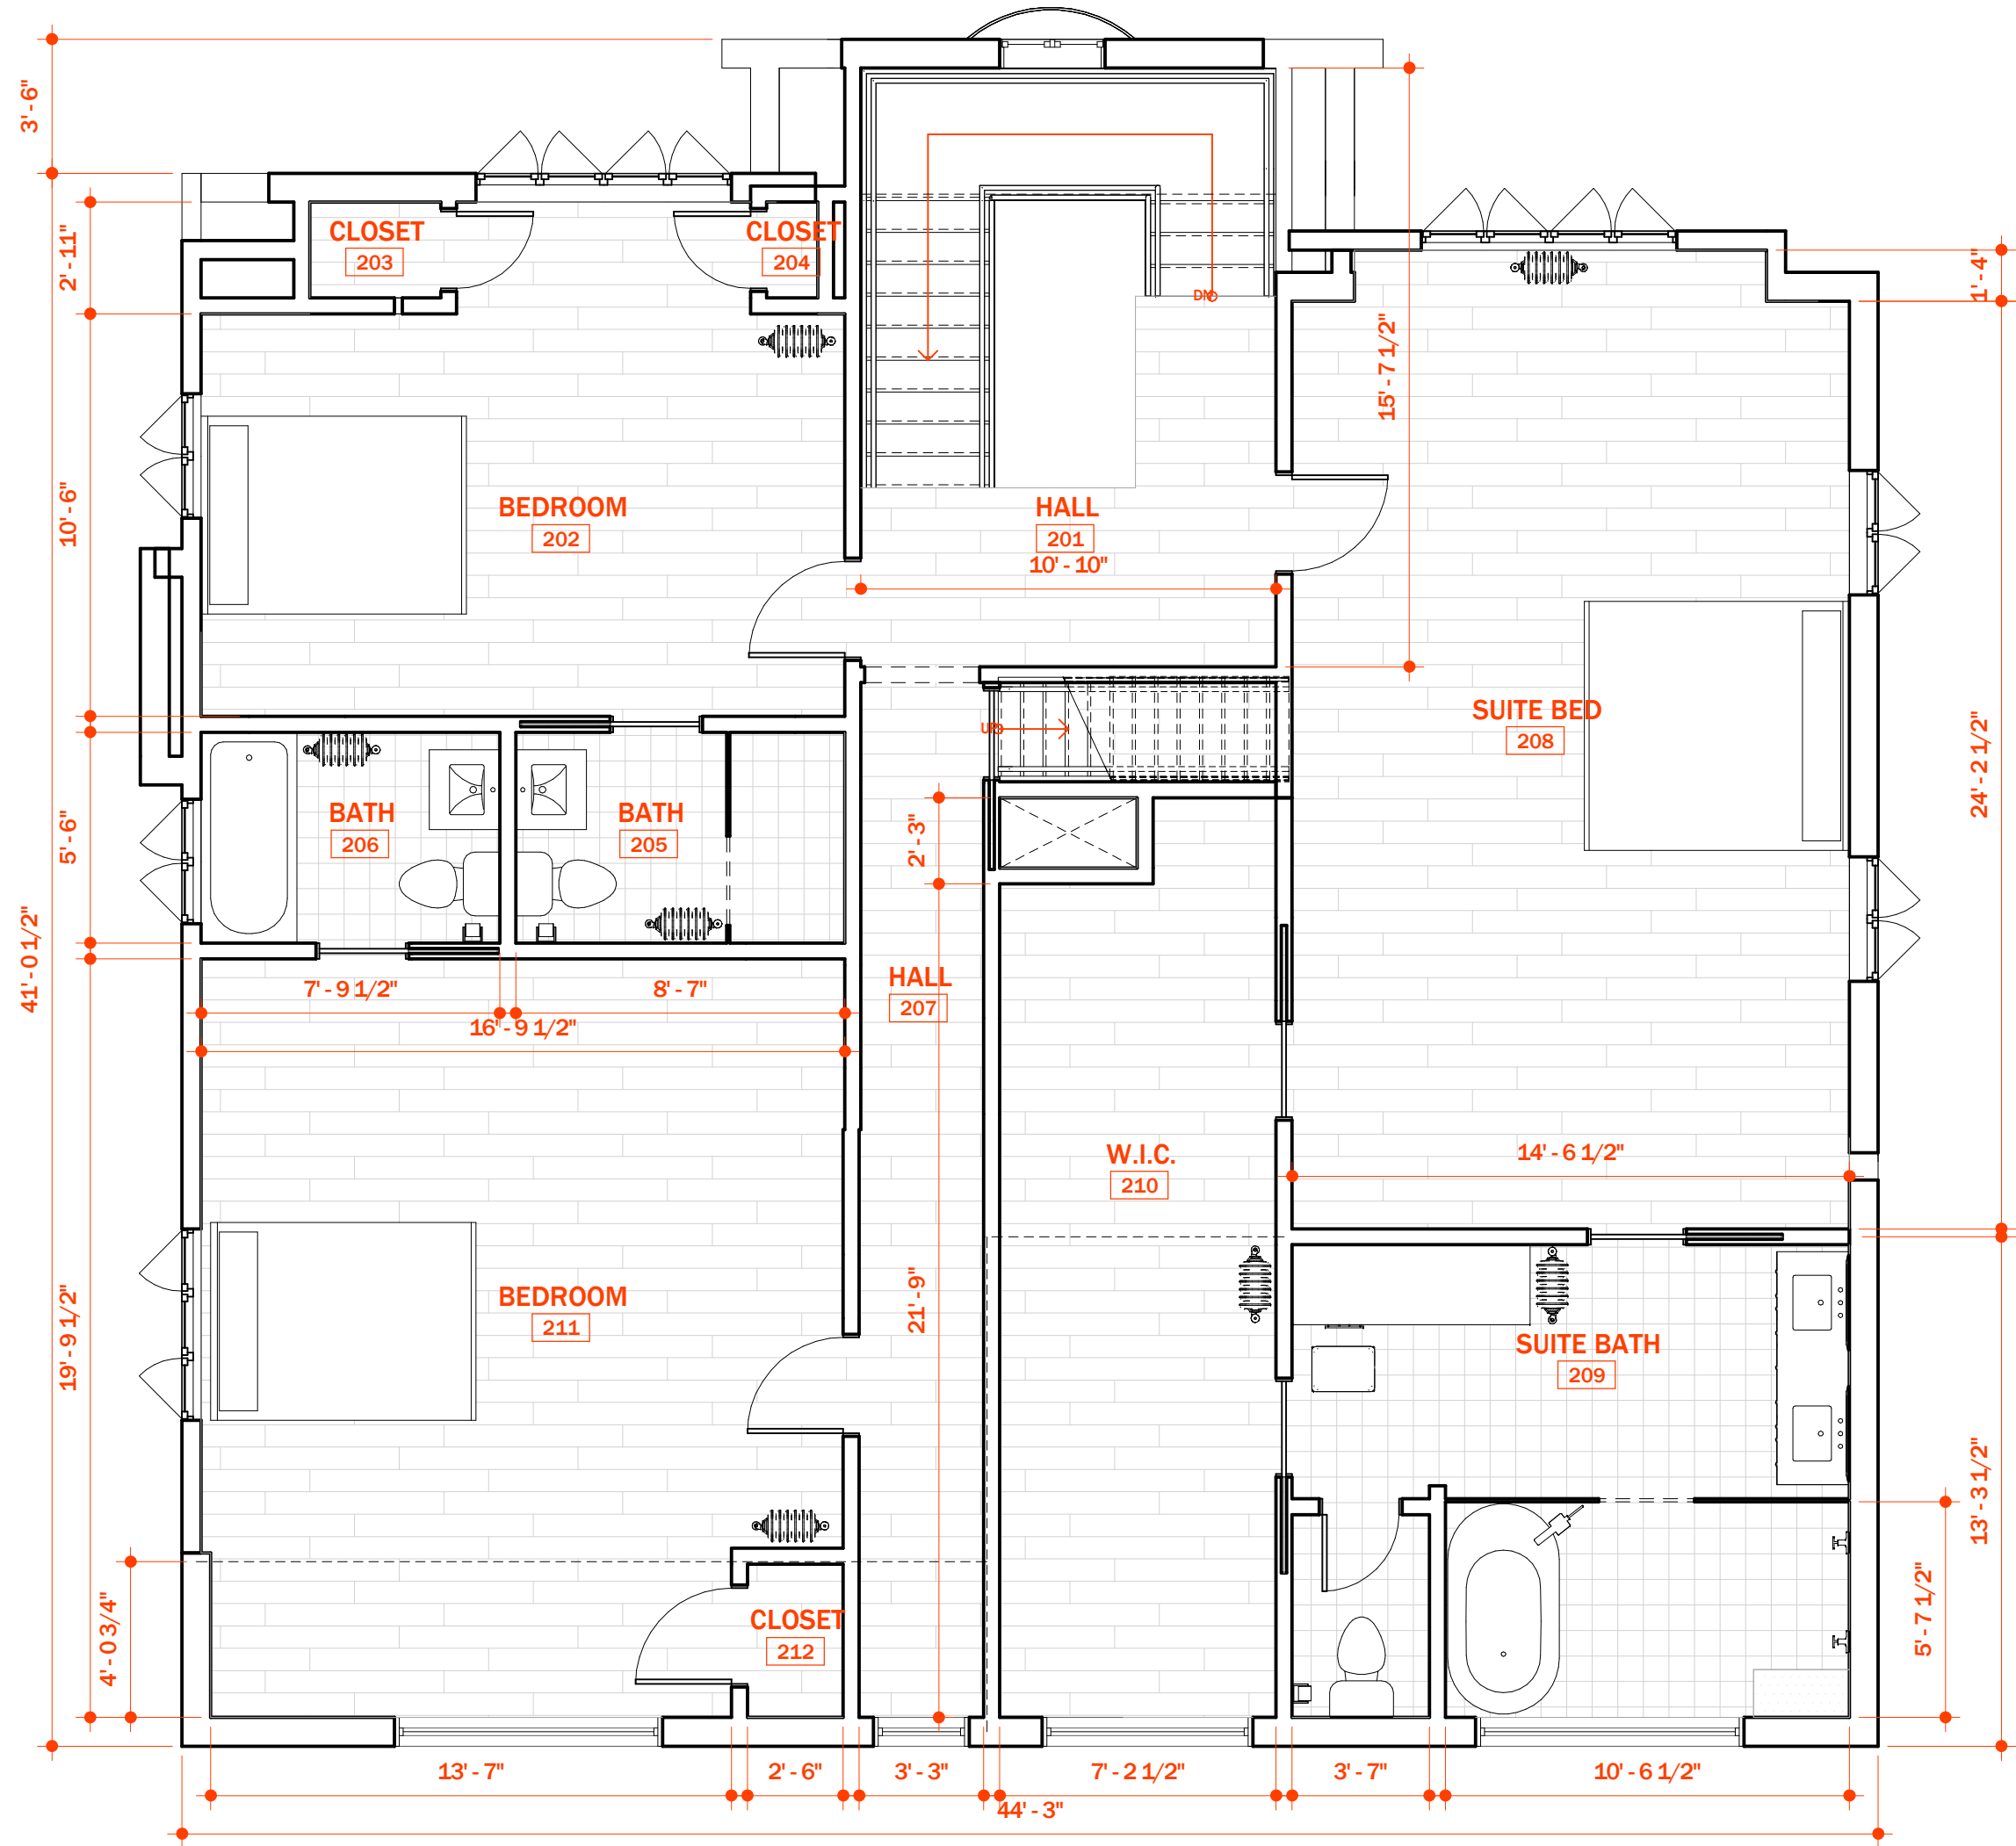 3' - 6"
2' - 11"
CLOSET
203
CLOSET
204
DN
1' - 4"
15' - 7 1/2"
10' - 6"
BEDROOM
202
HALL
201
10' - 10"
SUITE BED
208
24' - 2 1/2"
UP
BATH
206
BATH
205
5' - 6"
2' - 3"
41' - 0 1/2"
7' - 9 1/2"
8' - 7"
16' - 9 1/2"
HALL
207
W.I.C.
210
14' - 6 1/2"
BEDROOM
211
19' - 9 1/2"
21' - 9"
SUITE BATH
209
13' - 3 1/2"
4' - 0 3/4"
CLOSET
212
5' - 7 1/2"
13' - 7"
2' - 6"
3' - 3"
7' - 2 1/2"
3' - 7"
10' - 6 1/2"
44' - 3"